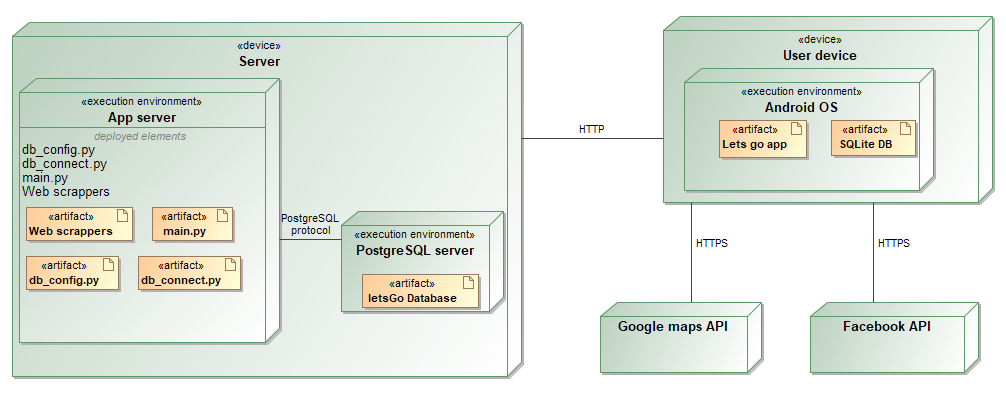 «device»
Server
«execution environment»
App server
deployed elements
db_config.py
db_connect.py
main.py
Web scrappers
«artifact»
Web scrappers
«artifact»
main.py
«artifact»
db_config.py
«artifact»
db_connect.py
PostgreSQL
protocol
«execution environment»
PostgreSQL server
«artifact»
letsGo Database
HTTP
«device»
User device
«execution environment»
Android OS
«artifact»
Lets go app
«artifact»
SQLite DB
HTTPS
HTTPS
Google maps API
Facebook API